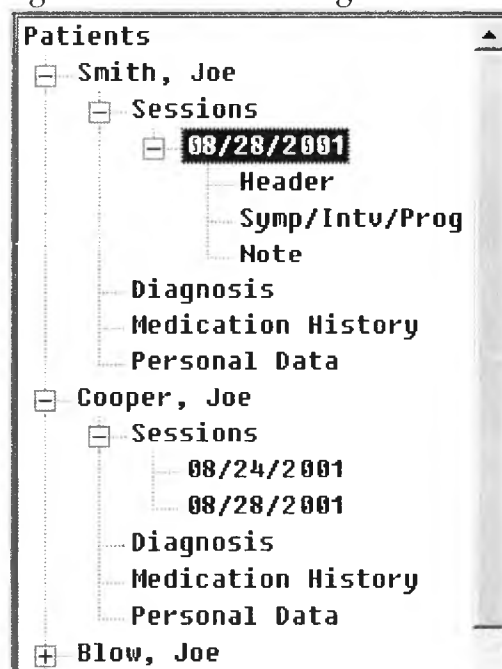 Patients
Smith, Joe
Sessions
08/28/2001
Header
Symp/Intv/Prog
Note
Diagnosis
Medication History
Personal Data
Cooper, Joe
Sessions
08/24/2001
08/28/2001
Diagnosis
Medication History
Personal Data
Blow, Joe